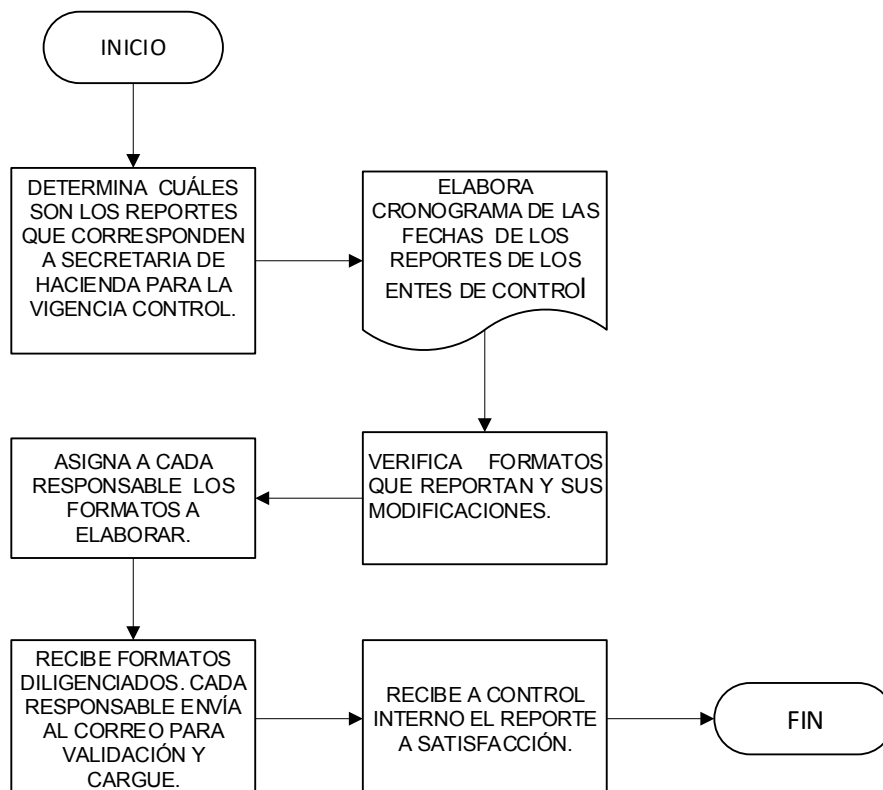 INICIO
DETERMINA CUÁLES
SON LOS REPORTES
QUE CORRESPONDEN
A SECRETARIA DE
HACIENDA PARA LA
VIGENCIA CONTROL.
ELABORA
CRONOGRAMA DE LAS
FECHAS DE LOS
REPORTES DE LOS
ENTES DE CONTROl
VERIFICA FORMATOS
QUE REPORTAN Y SUS
MODIFICACIONES.
ASIGNA A CADA
RESPONSABLE LOS
FORMATOS A
ELABORAR.
RECIBE FORMATOS
DILIGENCIADOS. CADA
RESPONSABLE ENVÍA
AL CORREO PARA
VALIDACIÓN Y
CARGUE.
RECIBE A CONTROL
INTERNO EL REPORTE
A SATISFACCIÓN.
FIN